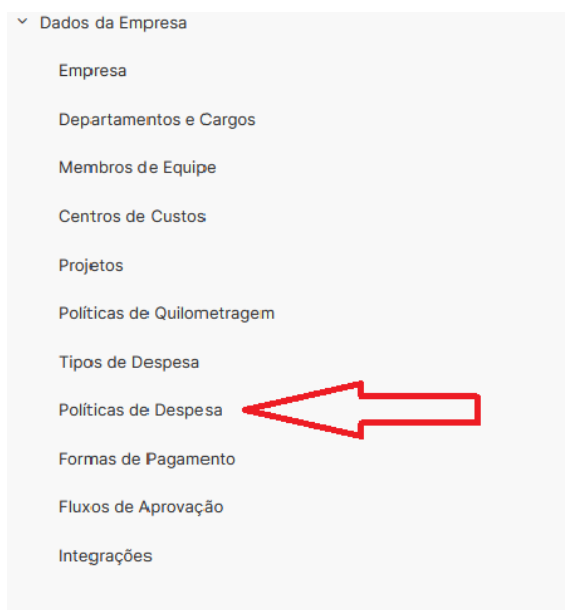 Dados da Empresa
Empresa
Departamentos e Cargos
Membros de Equipe
Centros de Custos
Projetos
Políticas de Quilometragem
Tipos de Despesa
Políticas de Despesa
Formas de Pagamento
Fluxos de Aprovação
Integrações